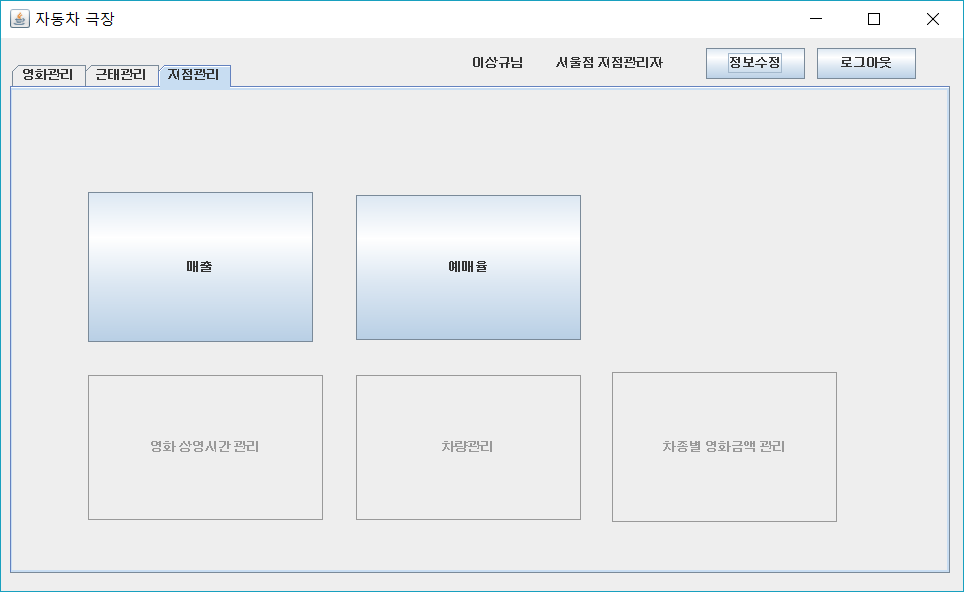 자동차 극장
이상규님 서울점 지점관리자 정보수정 로그아웃
영화관리 근태관리 지점관리
매출 예매율
영화 상영시간 관리 차량관리 차종별 영화금액 관리